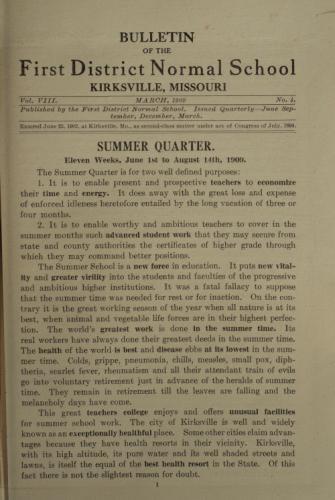 BULLETIN
OF THE
First District Normal School
KIRKSVILLE, MISSOURI
Vol. VIII. MARCH, 1909 No. 4.
Published by the First District Normal School. Issued Quarterly—June Sep-
tember, December, March.
Entered June 23, 1902, at Kirksville, Mo., as second-class matter under act of Congress of July, 1894.
SUMMER QUARTER.
Eleven Weeks, June 1st to August 14th, 1909.
The Summer Quarter is for two well defined purposes:
1. It is to enable present and prospective teachers to economize
their time and energy. It does away with the great loss and expense
of enforced idleness heretofore entailed by the long vacation of three or
four months.
2. It is to enable worthy and ambitious teachers to cover in the
summers such advanced student work that they may secure from
state and county authorities the certificates of higher grade through
which they may command better positions.
The Summer School is a new force in education. It puts new vital-
ity and greater virility into the students and faculties of the progressive
and ambitious higher institutions. It was a fatal fallacy to suppose
that the summer time was needed for rest or for inaction. On the con-
trary it is the great working season of the year when all nature is at its
best, when animal and vegetable life forces are in their highest perfec-
tion. The world's greatest work is done in the summer time. Its
real workers have always done their greatest deeds in the summer time.
The health of the world is best and disease ebbs at its lowest in the sum-
mer time. Colds, grippe, pneumonia, chills, measles, small pox, diph-
theria, scarlet fever, rheumatism and all their attendant train of evils
go into voluntary retirement just in advance of the heralds of summer
time. They remain in retirement till the leaves are falling and the
melancholy days have come.
This great teachers college enjoys and offers unusual facilities
for summer school work. The city of Kirksville is well and widely
known as an exceptionally healthful place. Some other cities claim advan-
tages because they have health resorts in their vicinity. Kirksville,
with its high altitude, its pure water and its well shaded streets and
lawns, is itself the equal of the best health resort in the State. Of this
fact there is not the slightest reason for doubt.
1